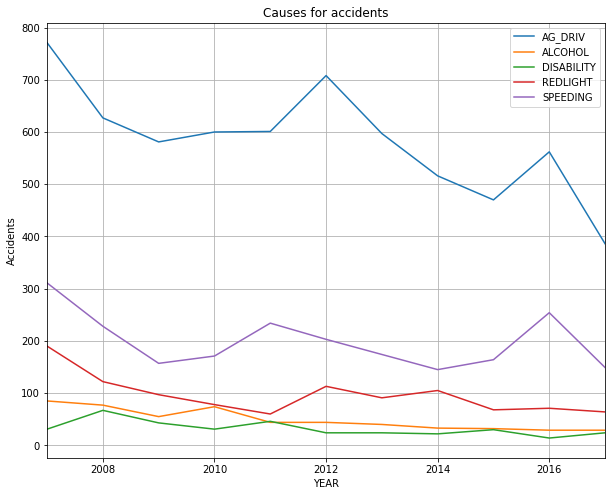 Causes for accidents
AG_DRIV
ALCOHOL
DISABILITY
REDLIGHT
SPEEDING
800
700
600
500
400
300
200
100
0
Accidents
2008
2010
2012
2014
2016
YEAR